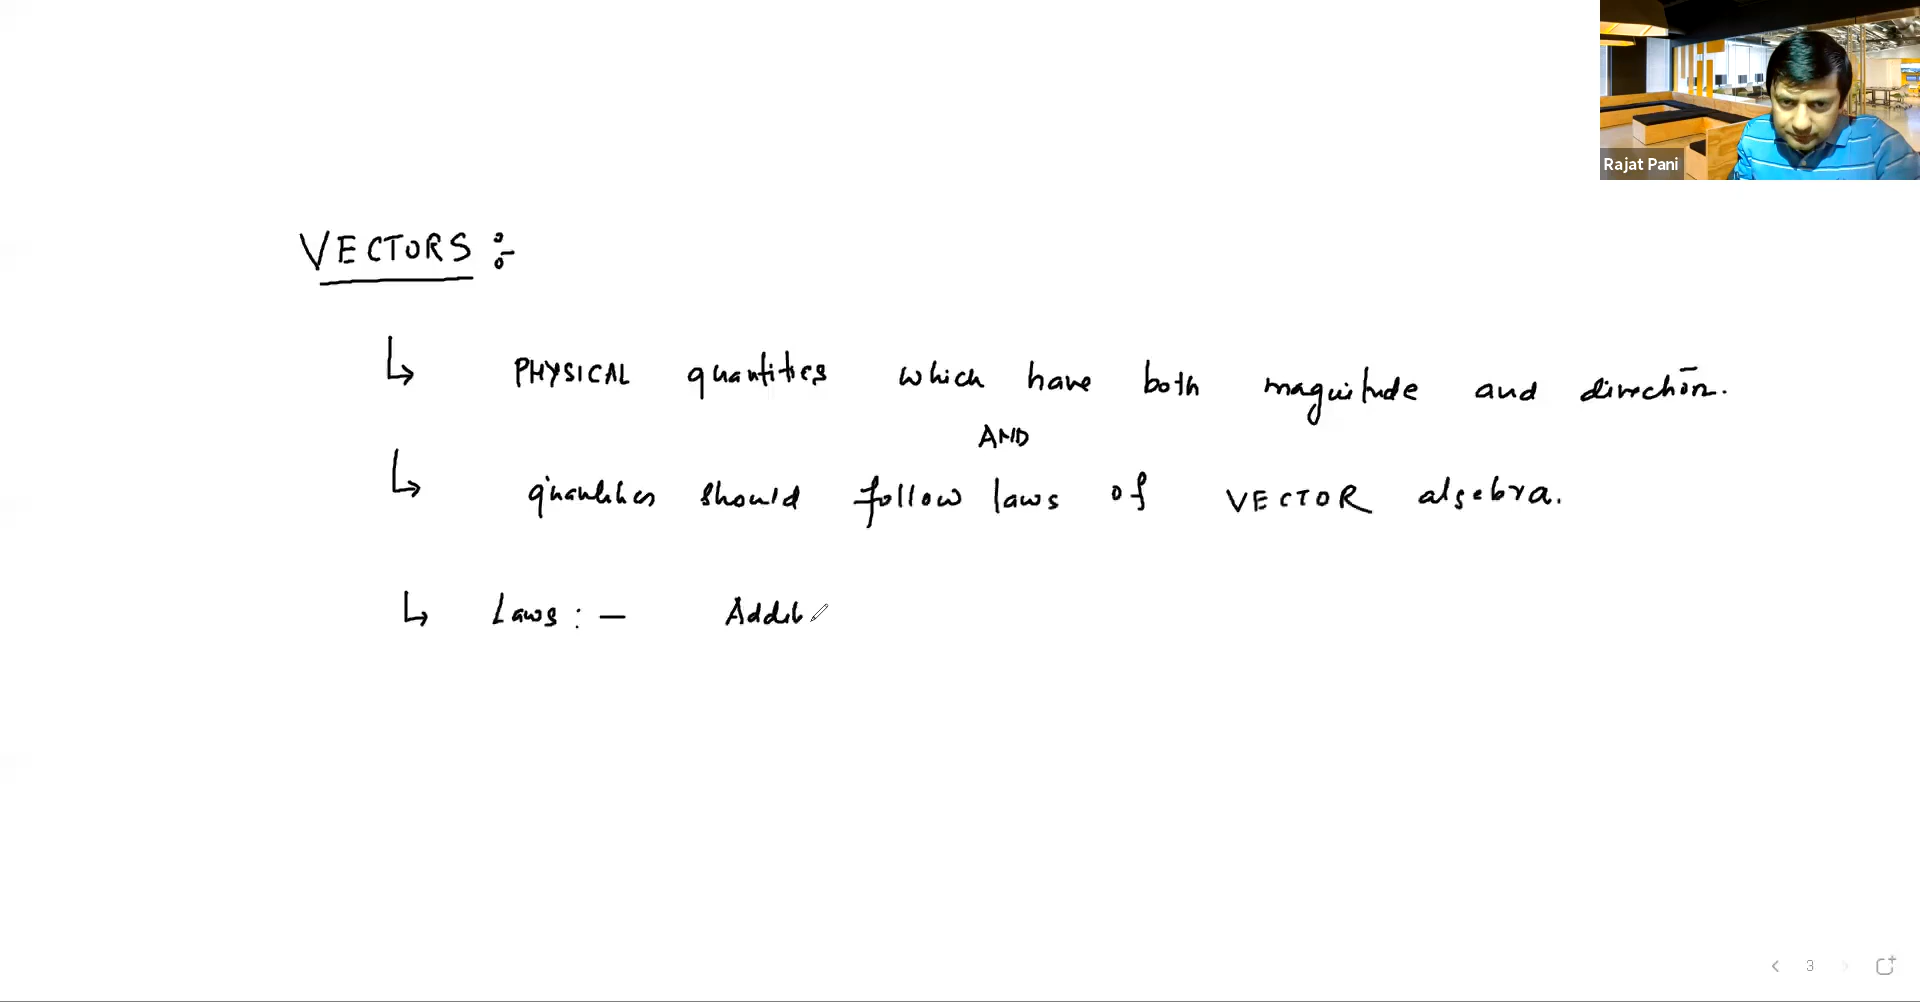 Rajat Pani
VECTORS :-
↳ PHYSICAL quantities which have both magnitude and direction.
AND
↳ quantities should follow laws of VECTOR algebra.
↳ Laws : — Additi
3